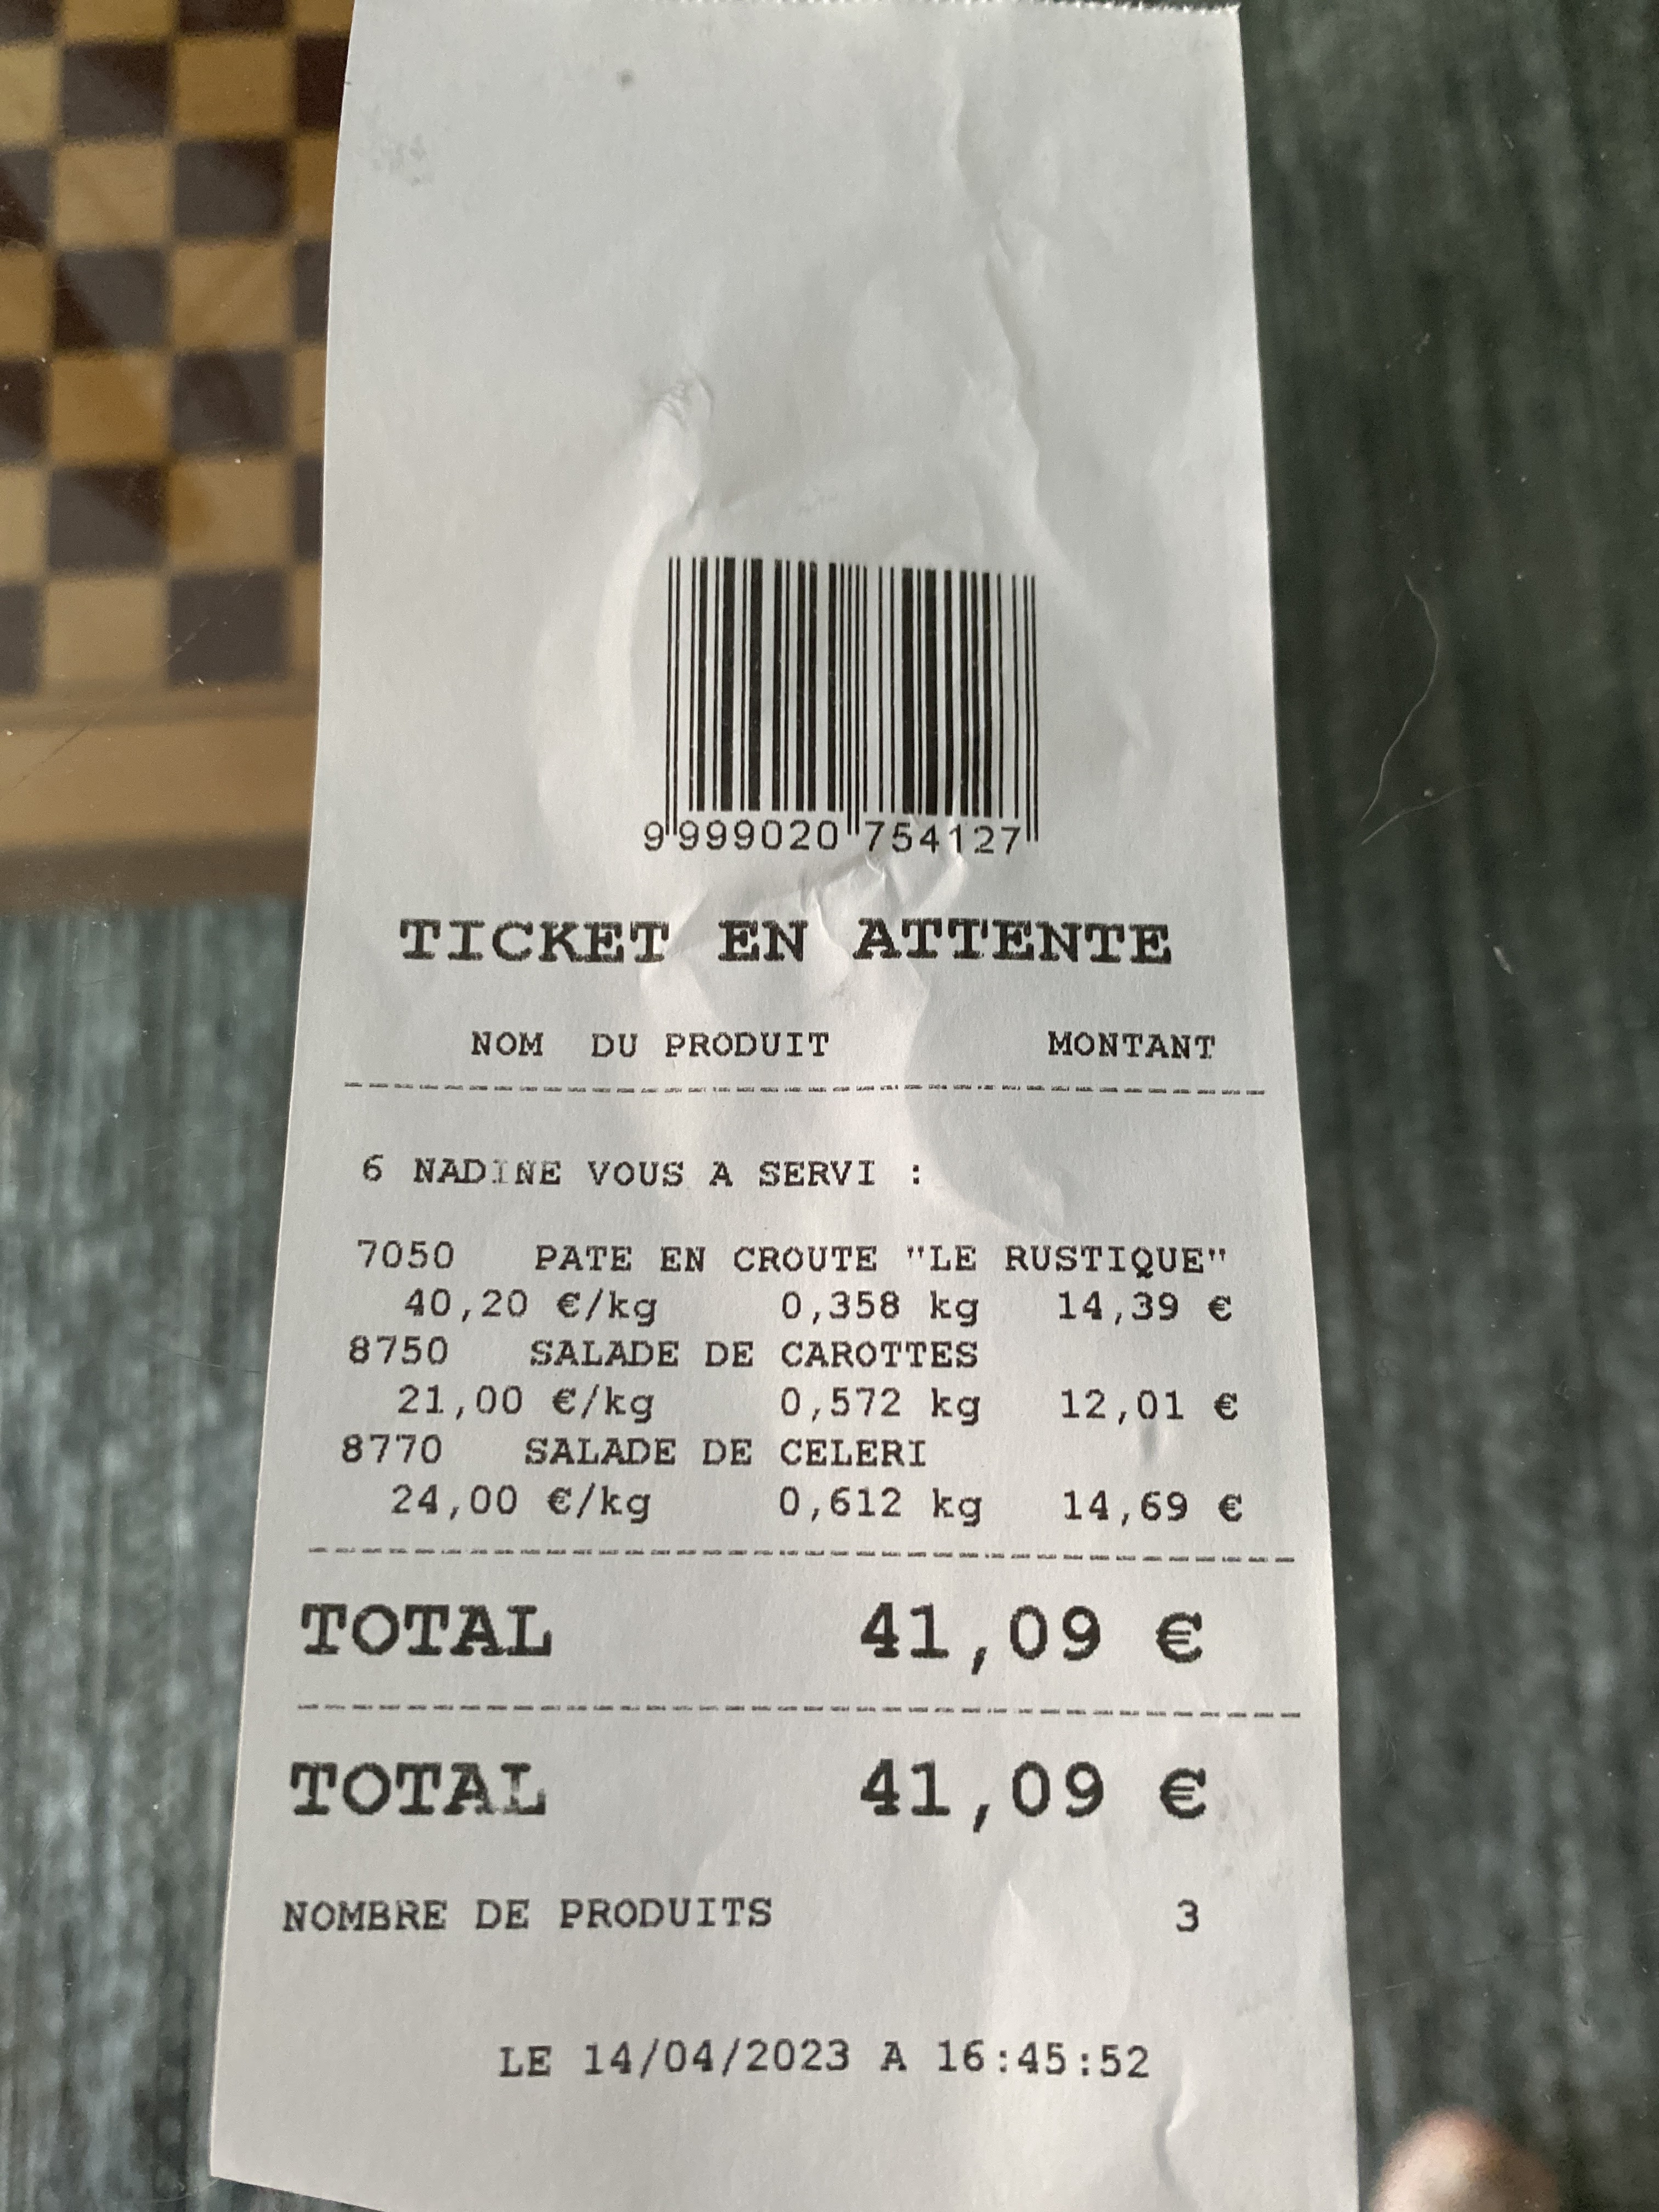 9 999020 754127
TICKET EN ATTENTE
NOM DU PRODUIT MONTANT
6 NADINE VOUS A SERVI :
7050 PATE EN CROUTE "LE RUSTIQUE"
40,20 €/kg 0,358 kg 14,39 €
8750 SALADE DE CAROTTES
21,00 €/kg 0,572 kg 12,01 €
8770 SALADE DE CELERI
24,00 €/kg 0,612 kg 14,69 €
TOTAL 41,09 €
TOTAL 41,09 €
NOMBRE DE PRODUITS 3
LE 14/04/2023 A 16:45:52